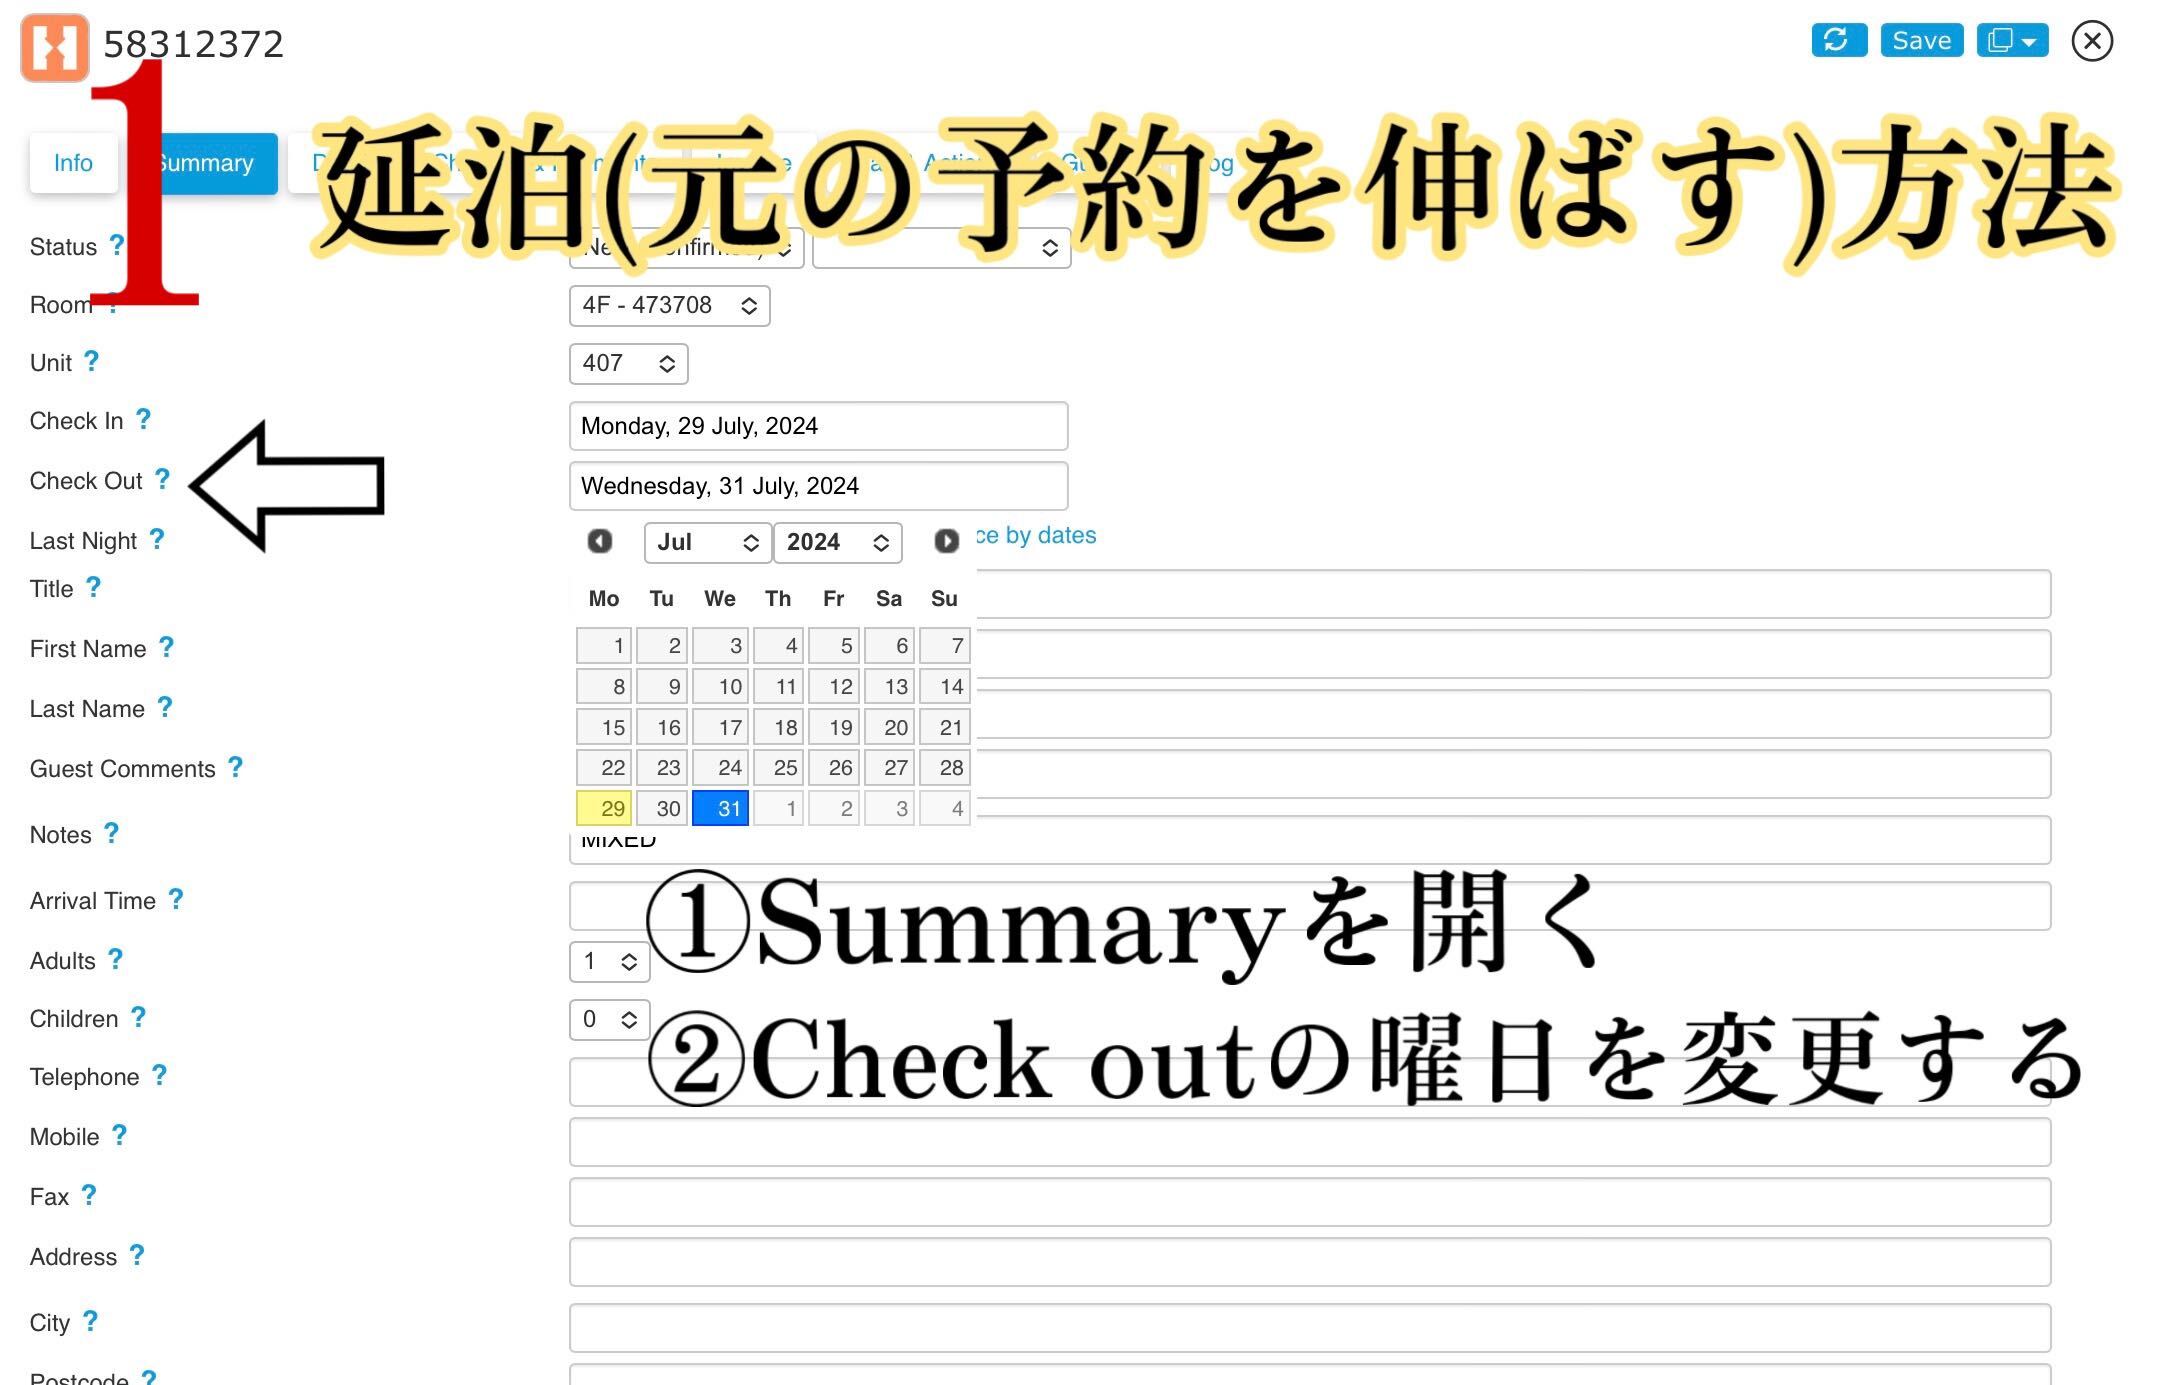 58312372
Save
1
延泊(元の予約を伸ばす)方法
Info
Summary
Status ?
Room ?
4F - 473708
Unit ?
407
Check In ?
Monday, 29 July, 2024
Check Out ?
Wednesday, 31 July, 2024
Last Night ?
Jul 2024
by dates
Mo Tu We Th Fr Sa Su
1 2 3 4 5 6 7
8 9 10 11 12 13 14
15 16 17 18 19 20 21
22 23 24 25 26 27 28
29 30 31 1 2 3 4
Title ?
First Name ?
Last Name ?
Guest Comments ?
Notes ?
MIXED
Arrival Time ?
①Summaryを開く
Adults ?
1
Children ?
0
②Check outの曜日を変更する
Telephone ?
Mobile ?
Fax ?
Address ?
City ?
Postcode ?